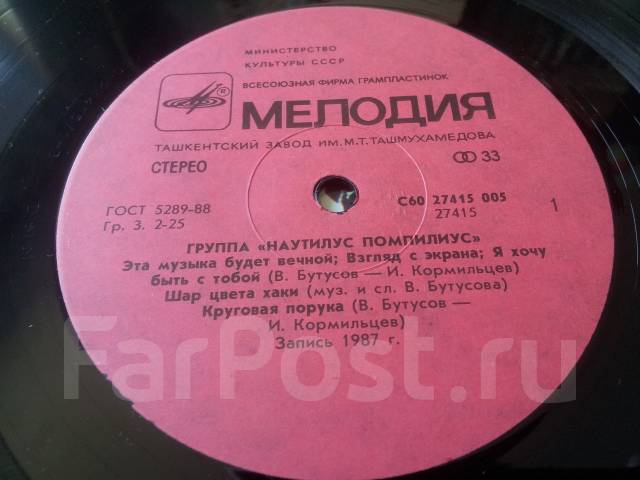 МИНИСТЕРСТВО
КУЛЬТУРЫ СССР
ВСЕСОЮЗНАЯ ФИРМА ГРАМПЛАСТИНОК
®
МЕЛОДИЯ
ТАШКЕНТСКИЙ ЗАВОД ИМ. М.Т. ТАШМУХАМЕДОВА
СТЕРЕО
33
ГОСТ 5289-88
Гр. 3. 2-25
С60 27415 005
27415
1
ГРУППА «НАУТИЛУС ПОМПИЛИУС»
Эта музыка будет вечной; Взгляд с экрана; Я хочу
быть с тобой (В. Бутусов — И. Кормильцев)
Шар цвета хаки (муз. и сл. В. Бутусова)
Круговая порука (В. Бутусов —
И. Кормильцев)
Запись 1987 г.
FarPost.ru